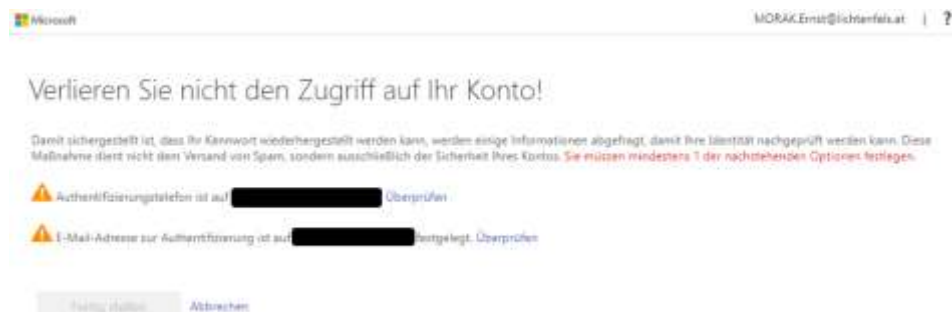 Microsoft
MORAK.Ernst@lichtenfels.at | ?
Verlieren Sie nicht den Zugriff auf Ihr Konto!
Damit sichergestellt ist, dass Ihr Kennwort wiederhergestellt werden kann, werden einige Informationen abgefragt, damit Ihre Identität nachgeprüft werden kann. Diese
Maßnahme dient nicht dem Versand von Spam, sondern ausschließlich der Sicherheit Ihres Kontos. Sie müssen mindestens 1 der nachstehenden Optionen festlegen.
Authentifizierungstelefon ist auf Überprüfen
E-Mail-Adresse zur Authentifizierung ist auf festgelegt. Überprüfen
Fertig stellen Abbrechen